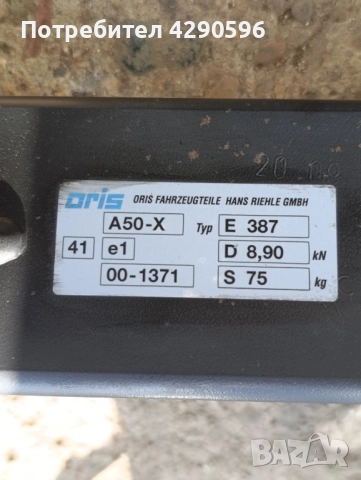 Потребител 4290596
oris ORIS FAHRZEUGTEILE HANS RIEHLE GMBH
A50-X Typ E 387
41 e1 D 8,90 kN
00-1371 S 75 kg
BAZAR